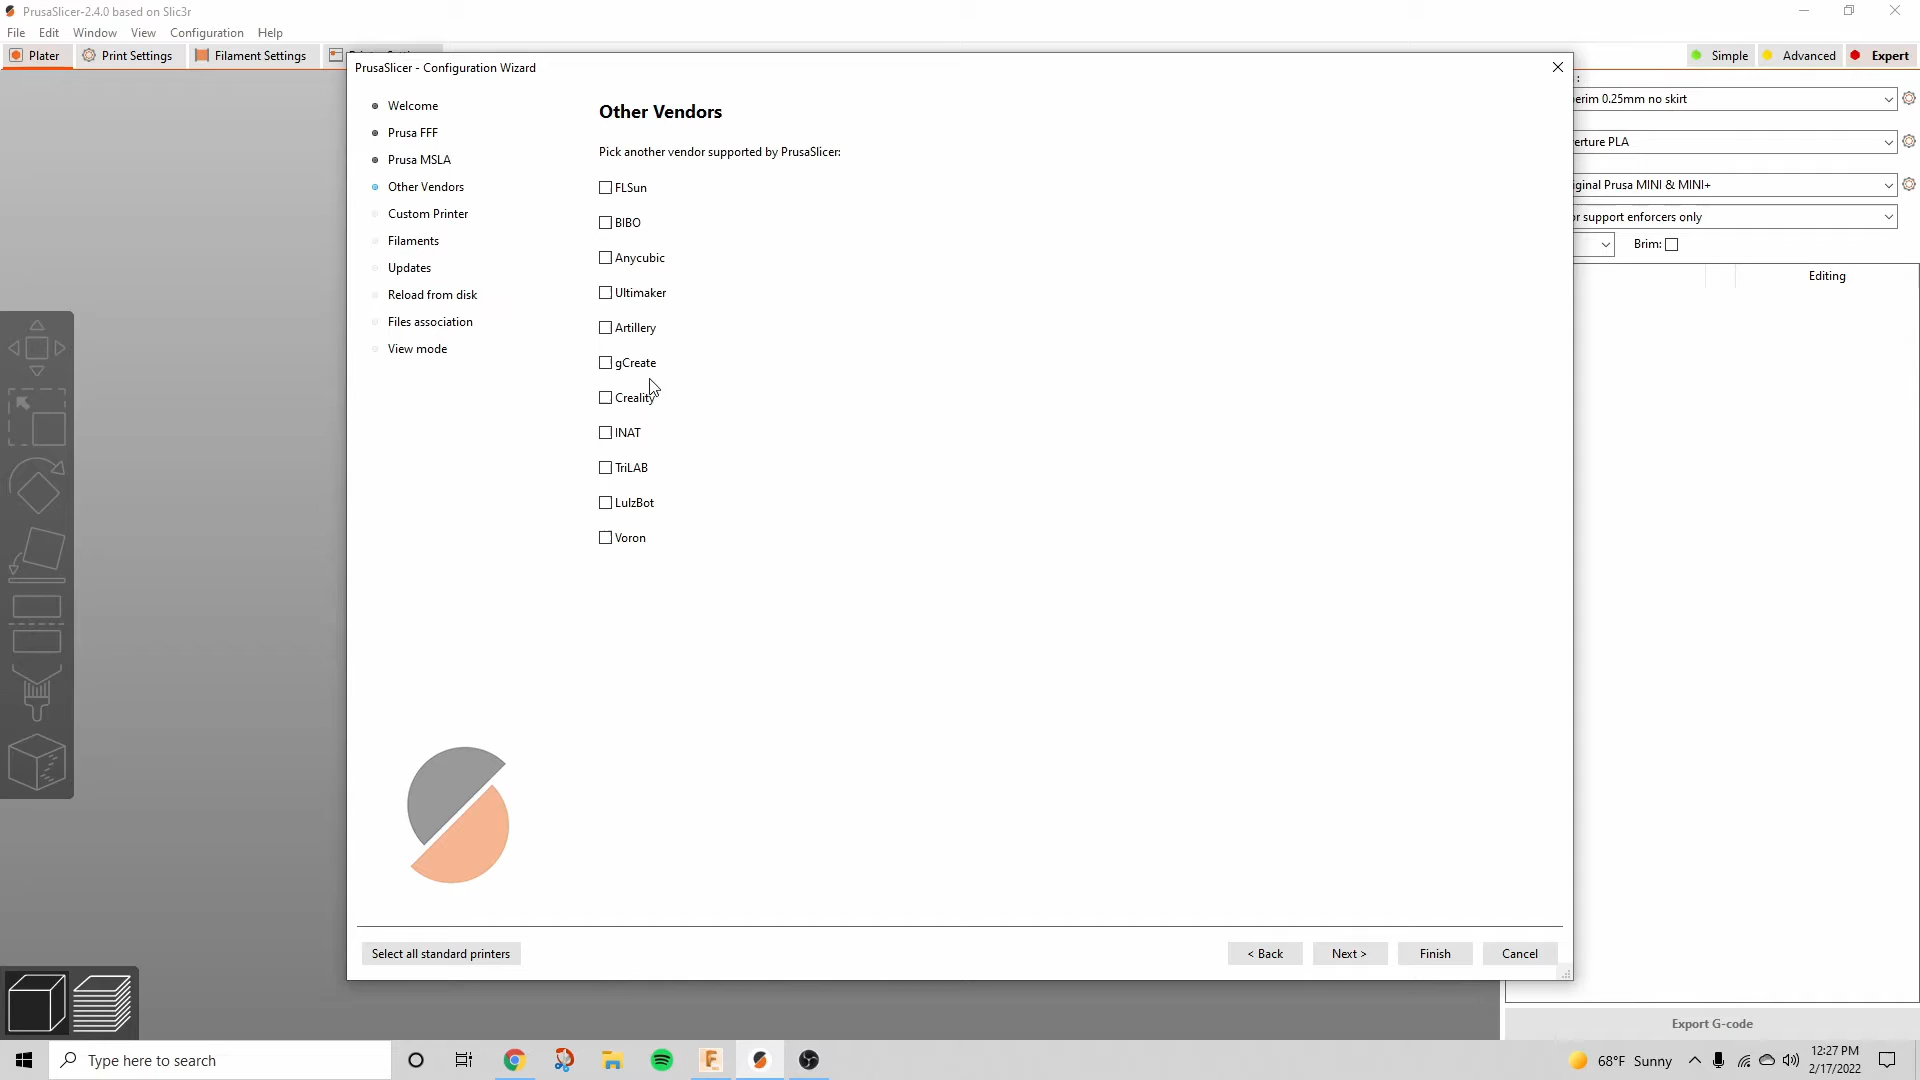 PrusaSlicer-2.4.0 based on Slic3r
File Edit Window View Configuration Help
Plater Print Settings Filament Settings
Simple Advanced Expert
PrusaSlicer - Configuration Wizard
Welcome
Prusa FFF
Prusa MSLA
Other Vendors
Custom Printer
Filaments
Updates
Reload from disk
Files association
View mode
Other Vendors
Pick another vendor supported by PrusaSlicer:
FLSun
BIBO
Anycubic
Ultimaker
Artillery
gCreate
Creality
INAT
TriLAB
LulzBot
Voron
Select all standard printers
< Back Next > Finish Cancel
0.25mm no skirt
PLA
Prusa MINI & MINI+
support enforcers only
Brim:
Editing
Export G-code
Type here to search
68°F Sunny
12:27 PM
2/17/2022